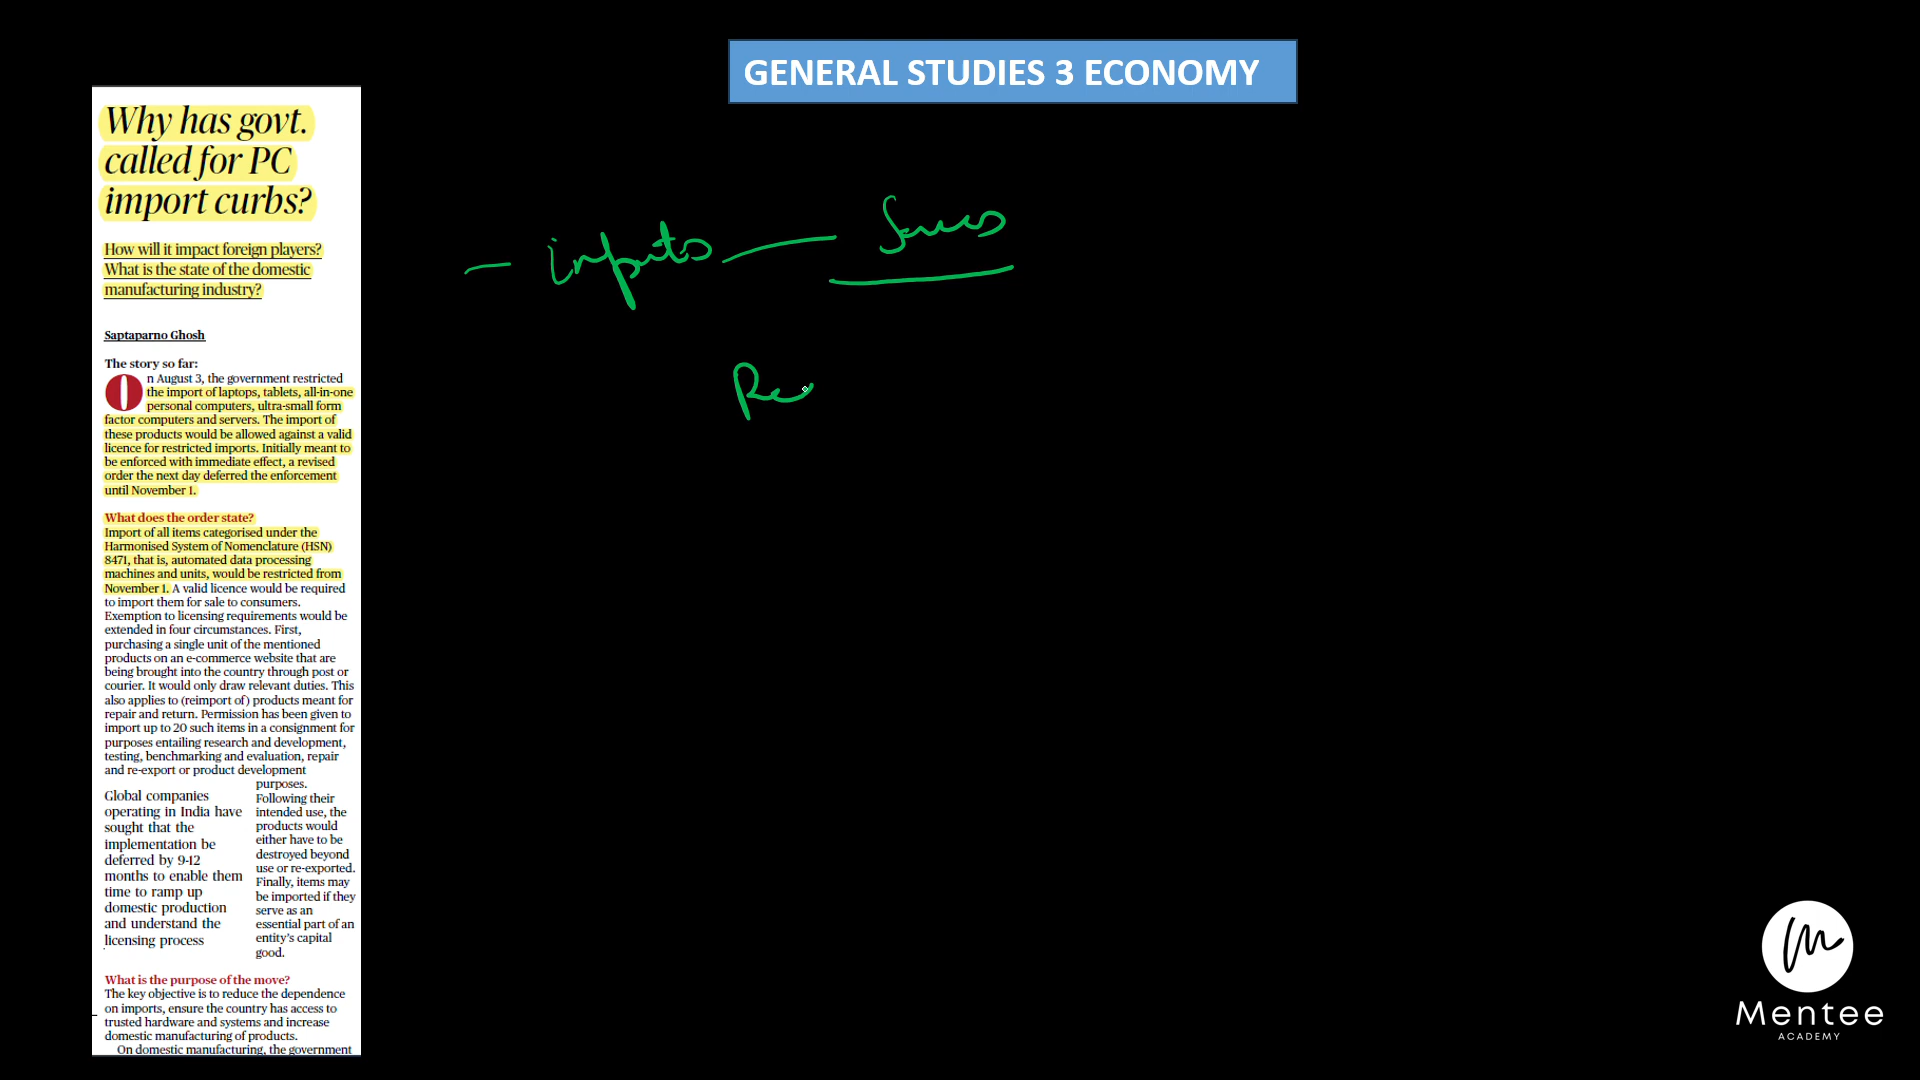 GENERAL STUDIES 3 ECONOMY
Why has govt.
called for PC
import curbs?
How will it impact foreign players?
What is the state of the domestic
manufacturing industry?
Saptaparno Ghosh
The story so far:
On August 3, the government restricted
the import of laptops, tablets, all-in-one
personal computers, ultra-small form
factor computers and servers. The import of
these products would be allowed against a valid
licence for restricted imports. Initially meant to
be enforced with immediate effect, a revised
order the next day deferred the enforcement
until November 1.
What does the order state?
Import of all items categorised under the
Harmonised System of Nomenclature (HSN)
8471, that is, automated data processing
machines and units, would be restricted from
November 1. A valid licence would be required
to import them for sale to consumers.
Exemption to licensing requirements would be
extended in four circumstances. First,
purchasing a single unit of the mentioned
products on an e-commerce website that are
being brought into the country through post or
courier. It would only draw relevant duties. This
also applies to (reimport of) products meant for
repair and return. Permission has been given to
import up to 20 such items in a consignment for
purposes entailing research and development,
testing, benchmarking and evaluation, repair
and re-export or product development
purposes.
Following their
intended use, the
products would
either have to be
destroyed beyond
use or re-exported.
Finally, items may
be imported if they
serve as an
essential part of an
entity's capital
good.
Global companies
operating in India have
sought that the
implementation be
deferred by 9-12
months to enable them
time to ramp up
domestic production
and understand the
licensing process
What is the purpose of the move?
The key objective is to reduce the dependence
on imports, ensure the country has access to
trusted hardware and systems and increase
domestic manufacturing of products.
On domestic manufacturing, the government
inputs
Re
Mentee
ACADEMY